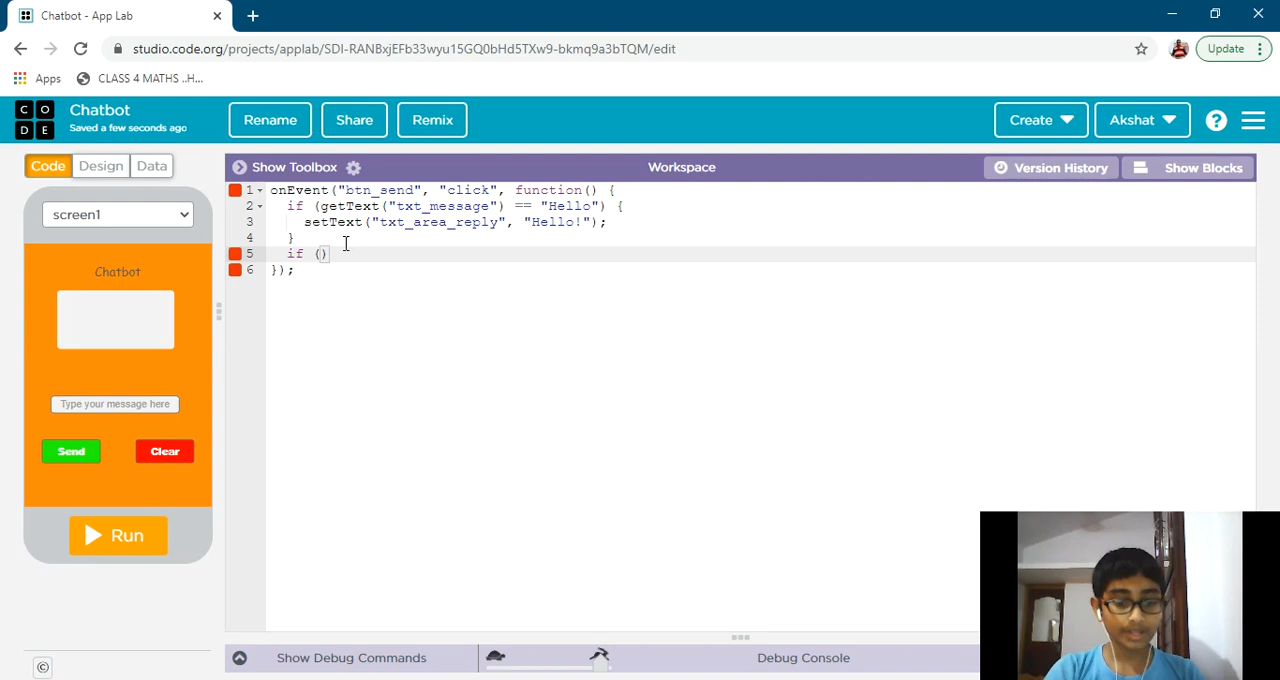 Chatbot - App Lab
studio.code.org/projects/applab/SDI-RANBxjEFb33wyu15GQ0bHd5TXw9-bkmq9a3bTQM/edit
Update
Apps
CLASS 4 MATHS ..H...
CODE
Chatbot
Saved a few seconds ago
Rename
Share
Remix
Create
Akshat
?
Code
Design
Data
Show Toolbox
Workspace
Version History
Show Blocks
screen1
Chatbot
Type your message here
Send
Clear
Run
1 onEvent("btn_send", "click", function() {
2 if (getText("txt_message") == "Hello") {
3 setText("txt_area_reply", "Hello!");
4 }
5 if ()
6 });
Show Debug Commands
Debug Console
©